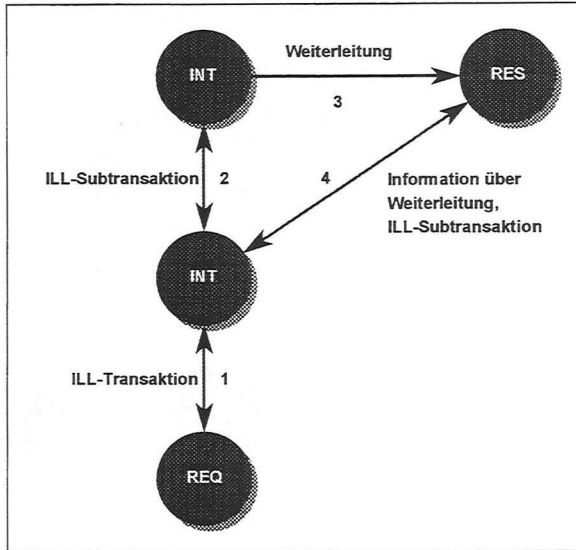 INT
Weiterleitung
RES
3
ILL-Subtransaktion
2
4
Information über
Weiterleitung,
ILL-Subtransaktion
INT
ILL-Transaktion
1
REQ